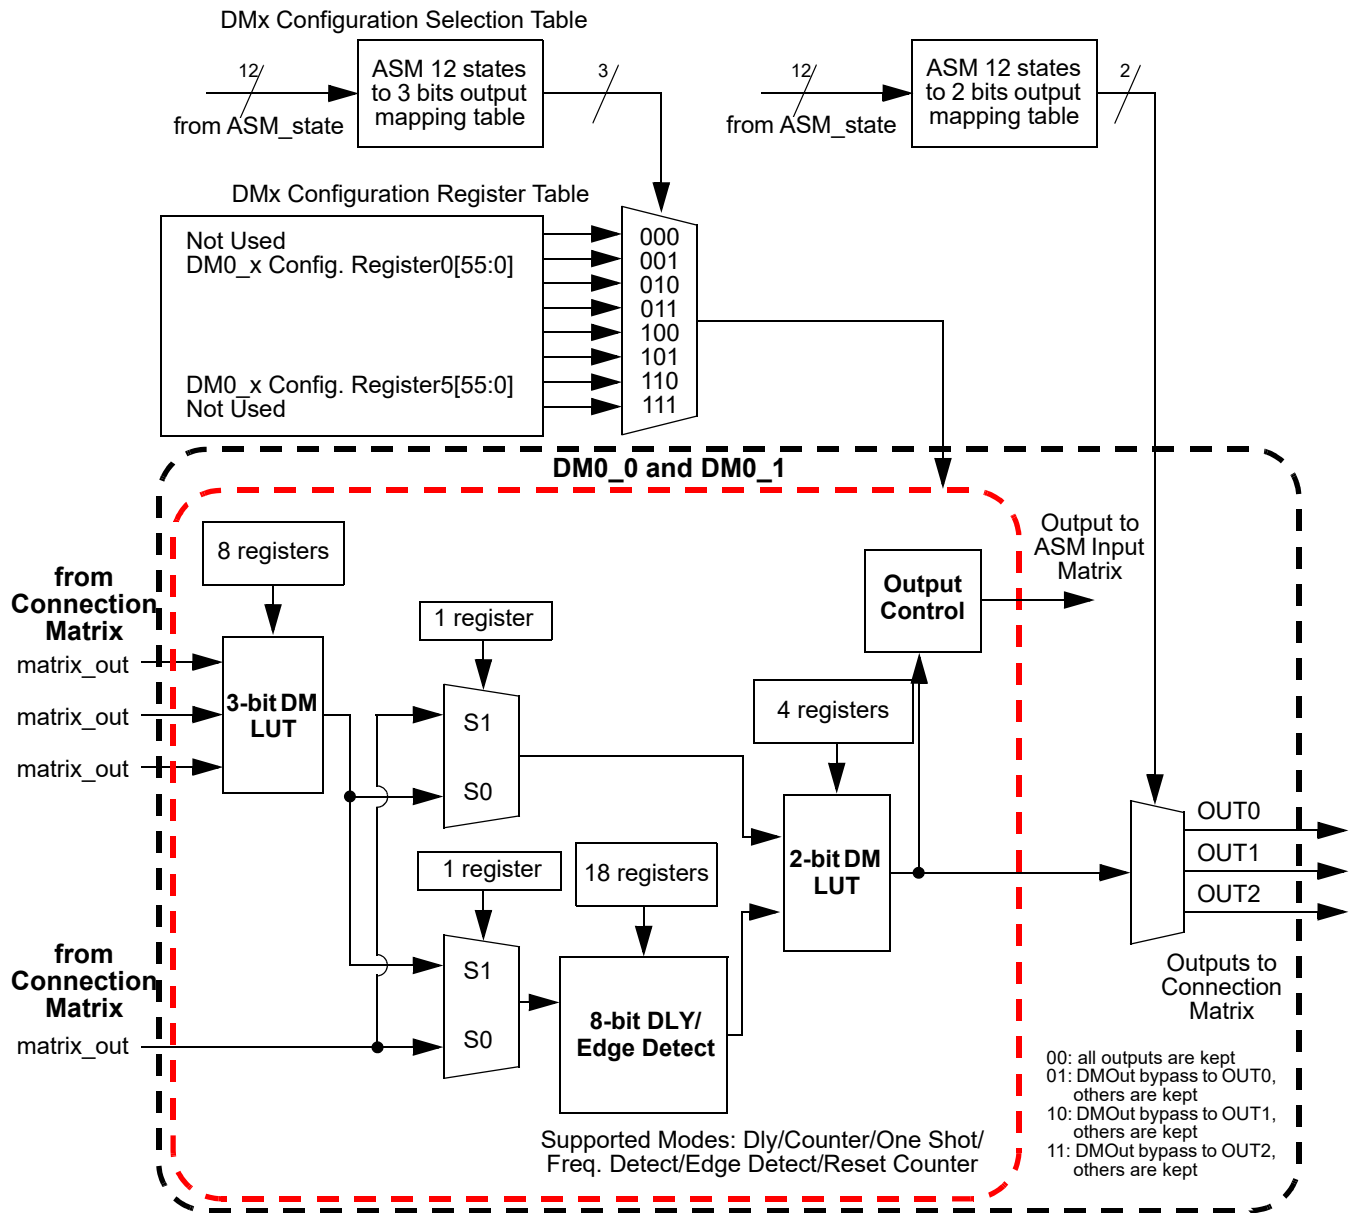 DMx Configuration Selection Table
12
ASM 12 states
to 3 bits output
mapping table
3
from ASM_state
12
ASM 12 states
to 2 bits output
mapping table
2
from ASM_state
DMx Configuration Register Table
Not Used
DM0_x Config. Register0[55:0]
DM0_x Config. Register5[55:0]
Not Used
000
001
010
011
100
101
110
111
DM0_0 and DM0_1
8 registers
from
Connection
Matrix
matrix_out
matrix_out
matrix_out
3-bit DM
LUT
1 register
S1
S0
Output
Control
Output to
ASM Input
Matrix
4 registers
2-bit DM
LUT
1 register
18 registers
S1
S0
8-bit DLY/
Edge Detect
from
Connection
Matrix
matrix_out
OUT0
OUT1
OUT2
Outputs to
Connection
Matrix
00: all outputs are kept
01: DMOut bypass to OUT0,
others are kept
10: DMOut bypass to OUT1,
others are kept
11: DMOut bypass to OUT2,
others are kept
Supported Modes: Dly/Counter/One Shot/
Freq. Detect/Edge Detect/Reset Counter